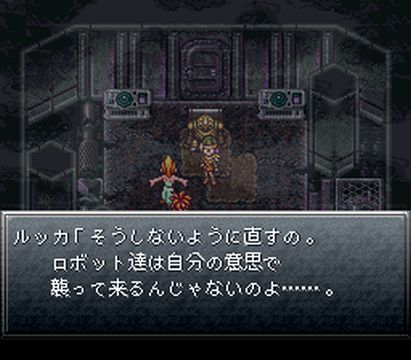 ルッカ「そうしないように直すの。
ロボット達は自分の意思で
襲って来るんじゃないのよ……。